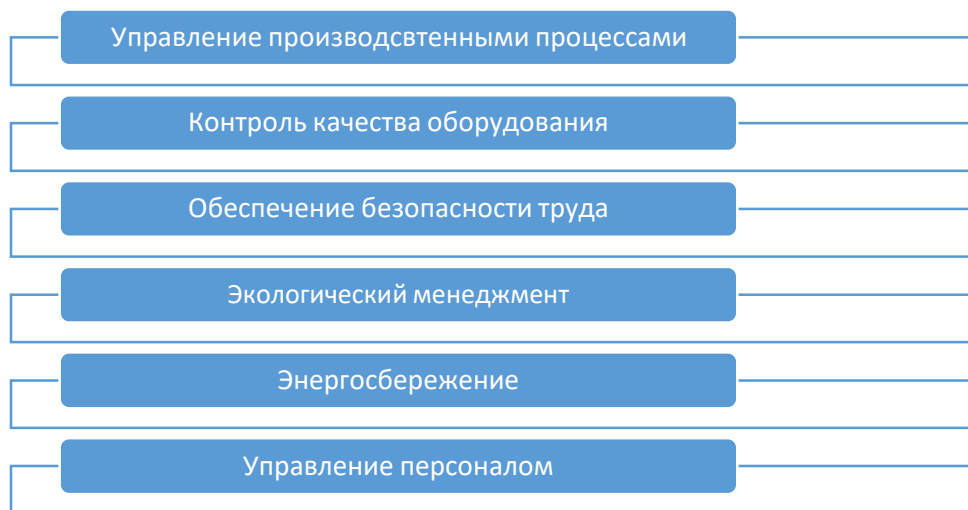 Управление производсвтенными процессами
Контроль качества оборудования
Обеспечение безопасности труда
Экологический менеджмент
Энергосбережение
Управление персоналом